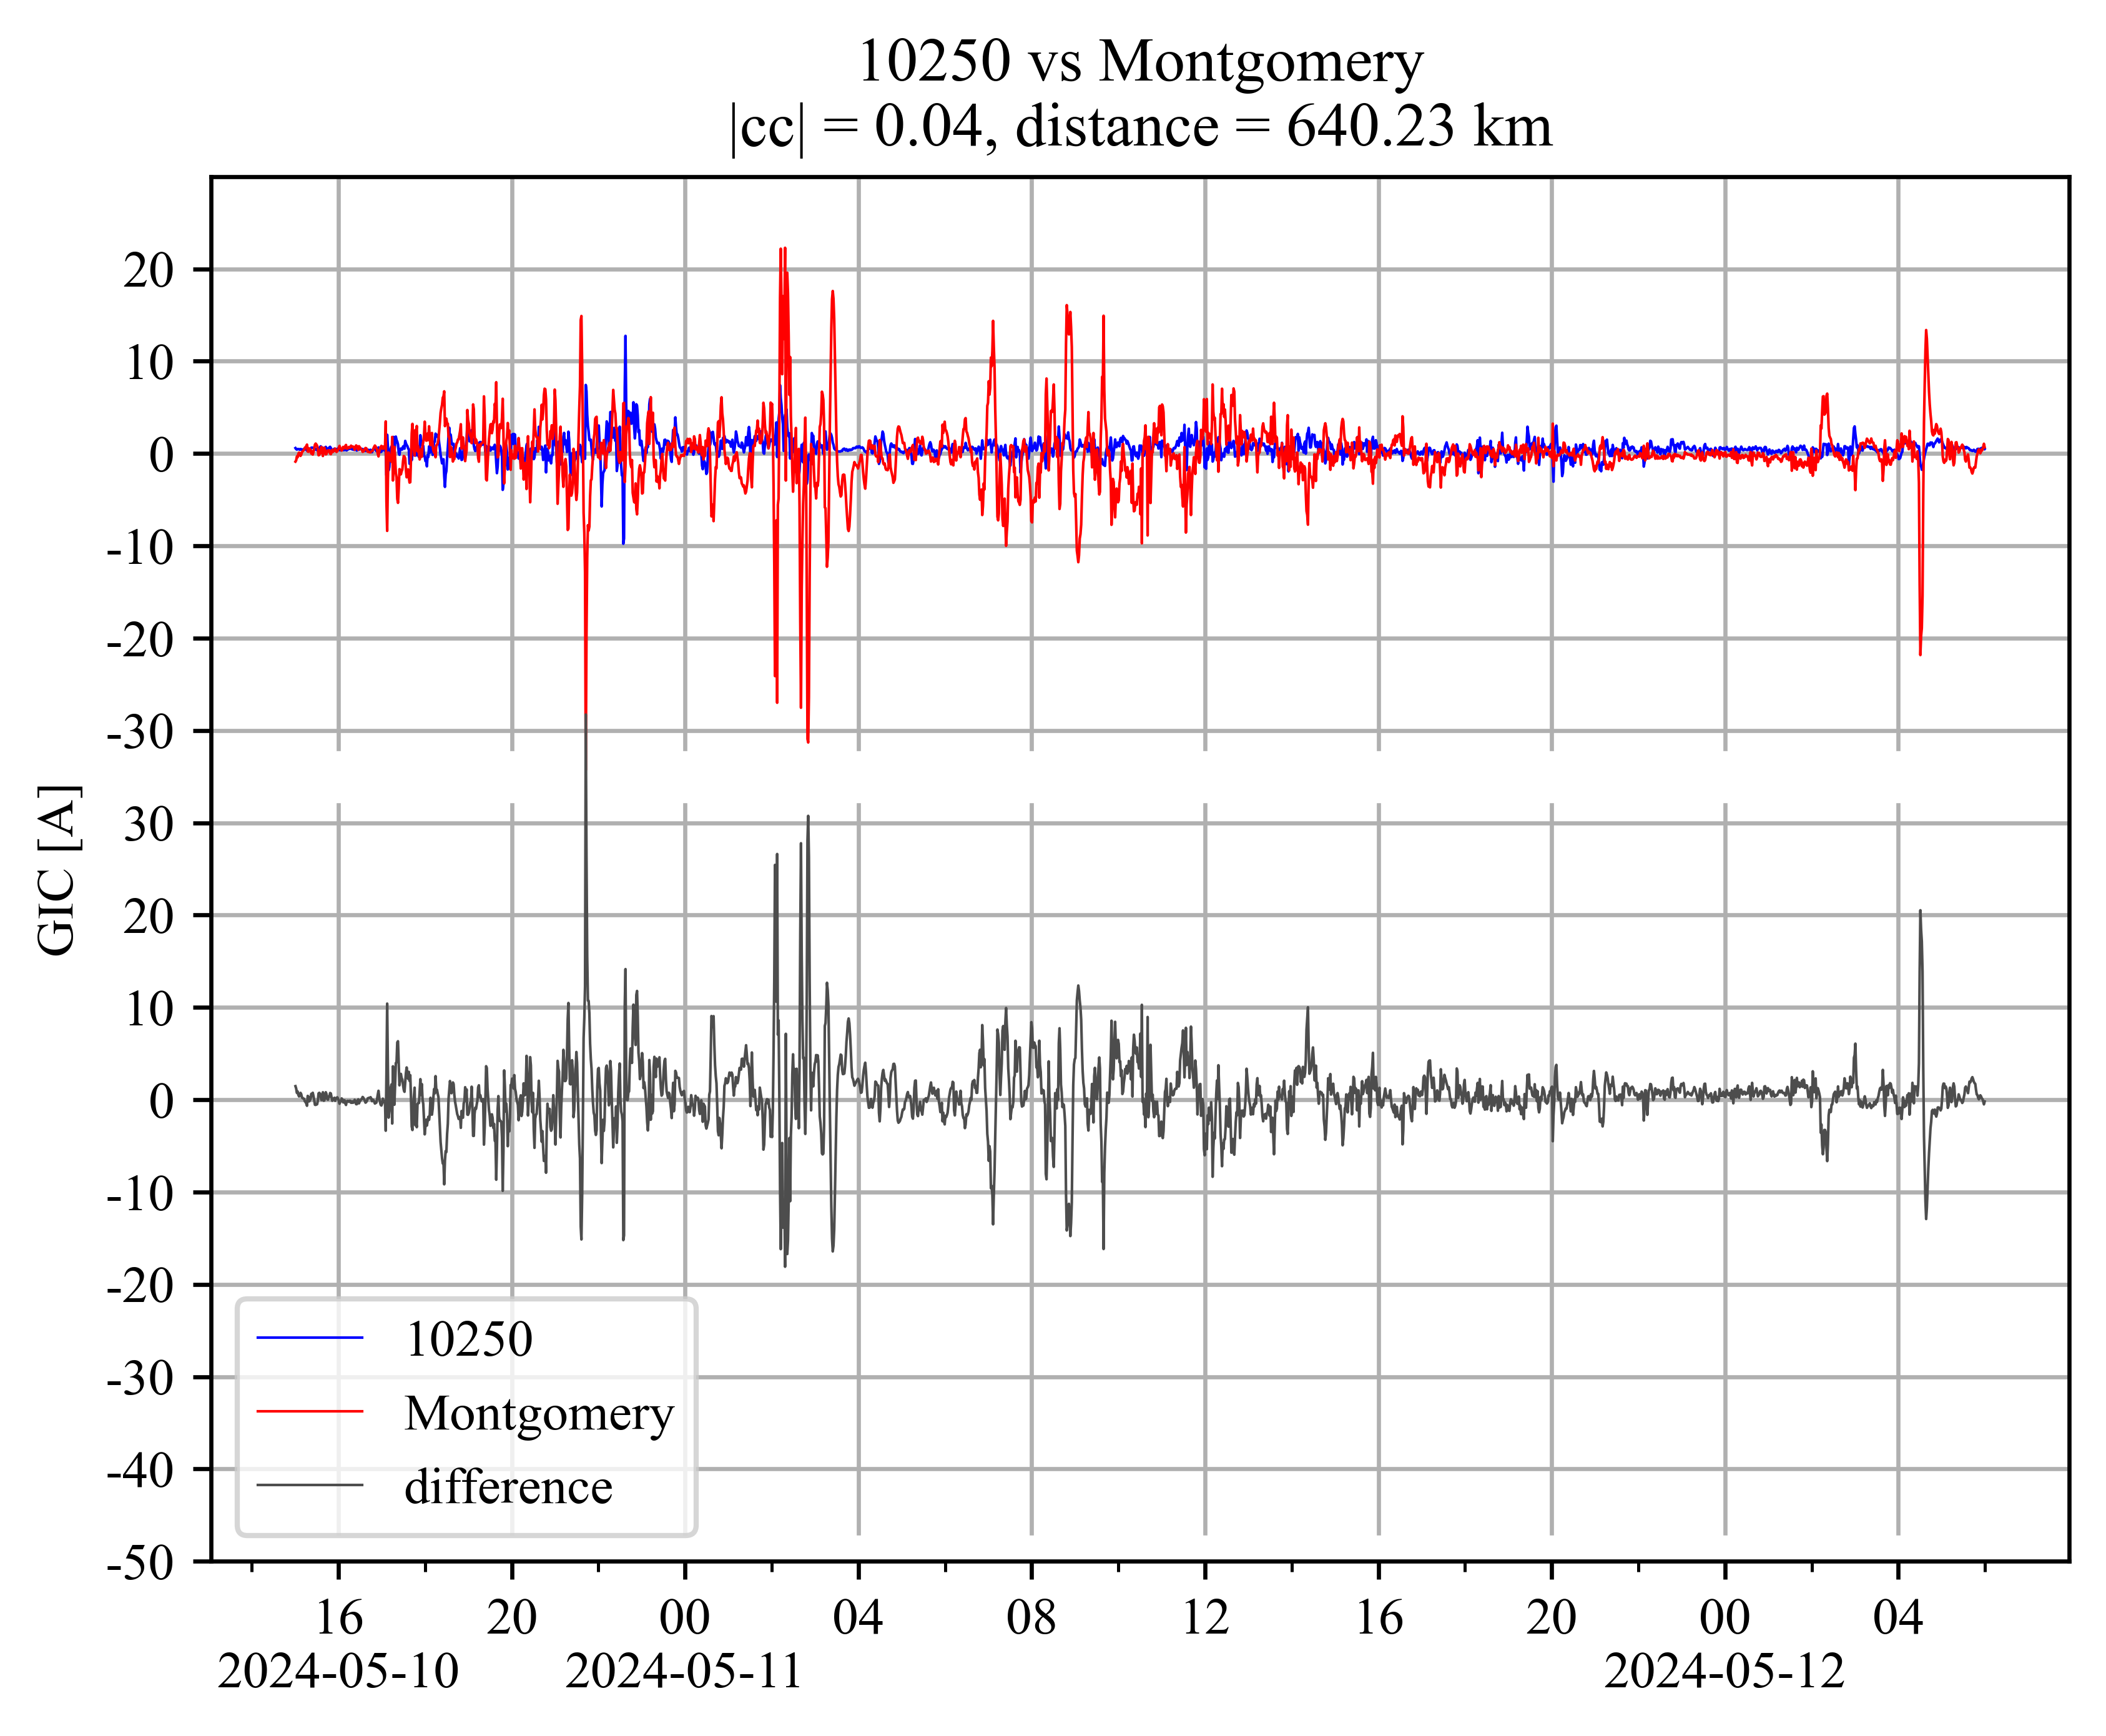 10250 vs Montgomery
|cc| = 0.04, distance = 640.23 km
GIC [A]
20
10
0
-10
-20
-30
30
20
10
0
-10
-20
-30
-40
-50
10250
Montgomery
difference
16 20 00 04 08 12 16 20 00 04
2024-05-10 2024-05-11 2024-05-12